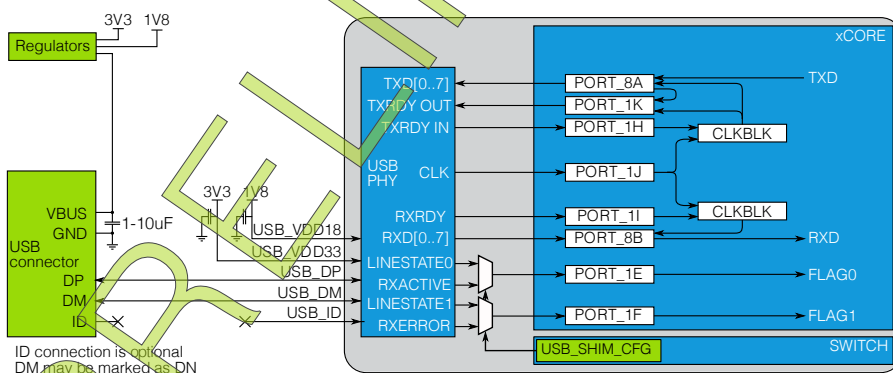 3V3 1V8
Regulators
xCORE
TXD[0..7] PORT_8A TXD
TXRDY OUT PORT_1K
TXRDY IN PORT_1H CLKBLK
USB PHY CLK PORT_1J
3V3 1V8
VBUS 1-10uF RXRDY PORT_1I CLKBLK
GND USB_VDD18 RXD[0..7] PORT_8B RXD
USB connector USB_VDD33 LINESTATE0 PORT_1E FLAG0
DP USB_DP RXACTIVE
DM USB_DM LINESTATE1 PORT_1F FLAG1
ID USB_ID RXERROR
USB_SHIM_CFG SWITCH
ID connection is optional
DM may be marked as DN